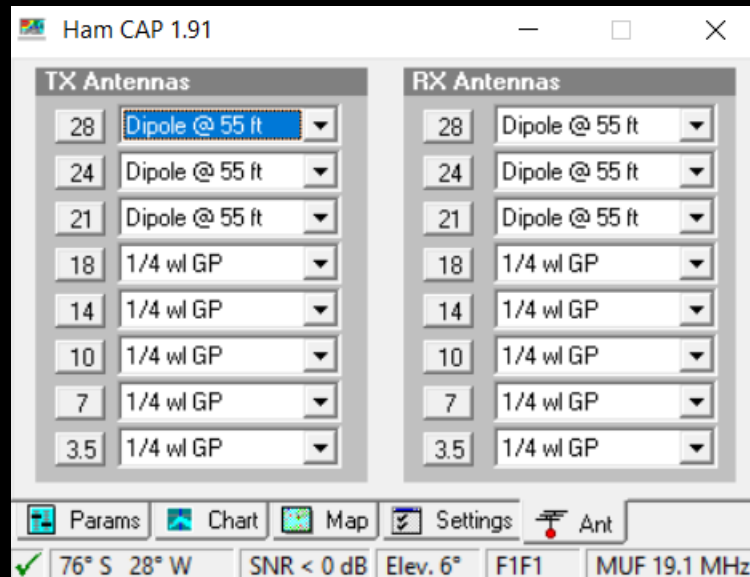 Ham CAP 1.91
TX Antennas
28 Dipole @ 55 ft
24 Dipole @ 55 ft
21 Dipole @ 55 ft
18 1/4 wl GP
14 1/4 wl GP
10 1/4 wl GP
7 1/4 wl GP
3.5 1/4 wl GP
RX Antennas
28 Dipole @ 55 ft
24 Dipole @ 55 ft
21 Dipole @ 55 ft
18 1/4 wl GP
14 1/4 wl GP
10 1/4 wl GP
7 1/4 wl GP
3.5 1/4 wl GP
Params Chart Map Settings Ant
76° S 28° W SNR < 0 dB Elev. 6° F1F1 MUF 19.1 MHz